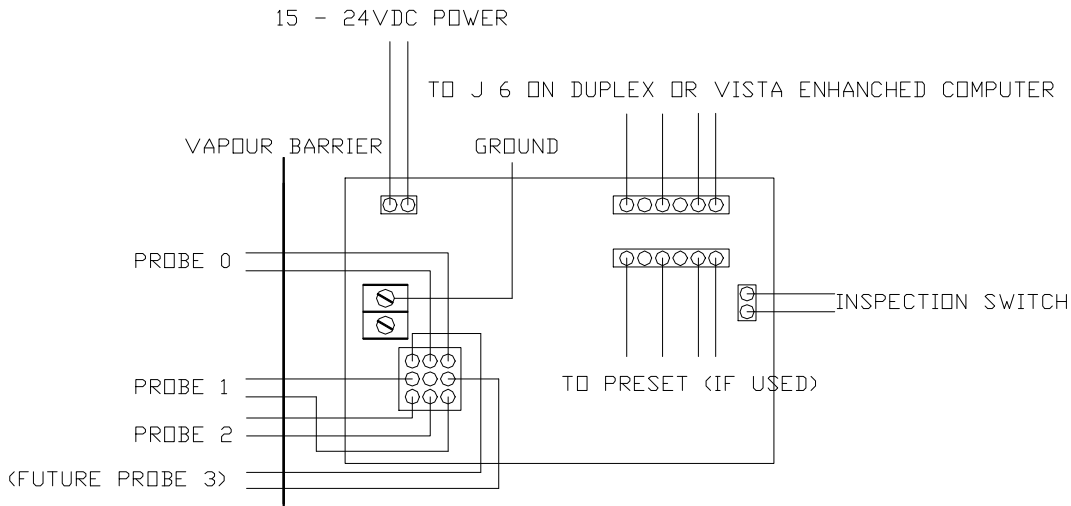 15 - 24VDC POWER
TO J 6 ON DUPLEX OR VISTA ENHANCHED COMPUTER
VAPOUR BARRIER
GROUND
PROBE 0
INSPECTION SWITCH
PROBE 1
TO PRESET (IF USED)
PROBE 2
(FUTURE PROBE 3)